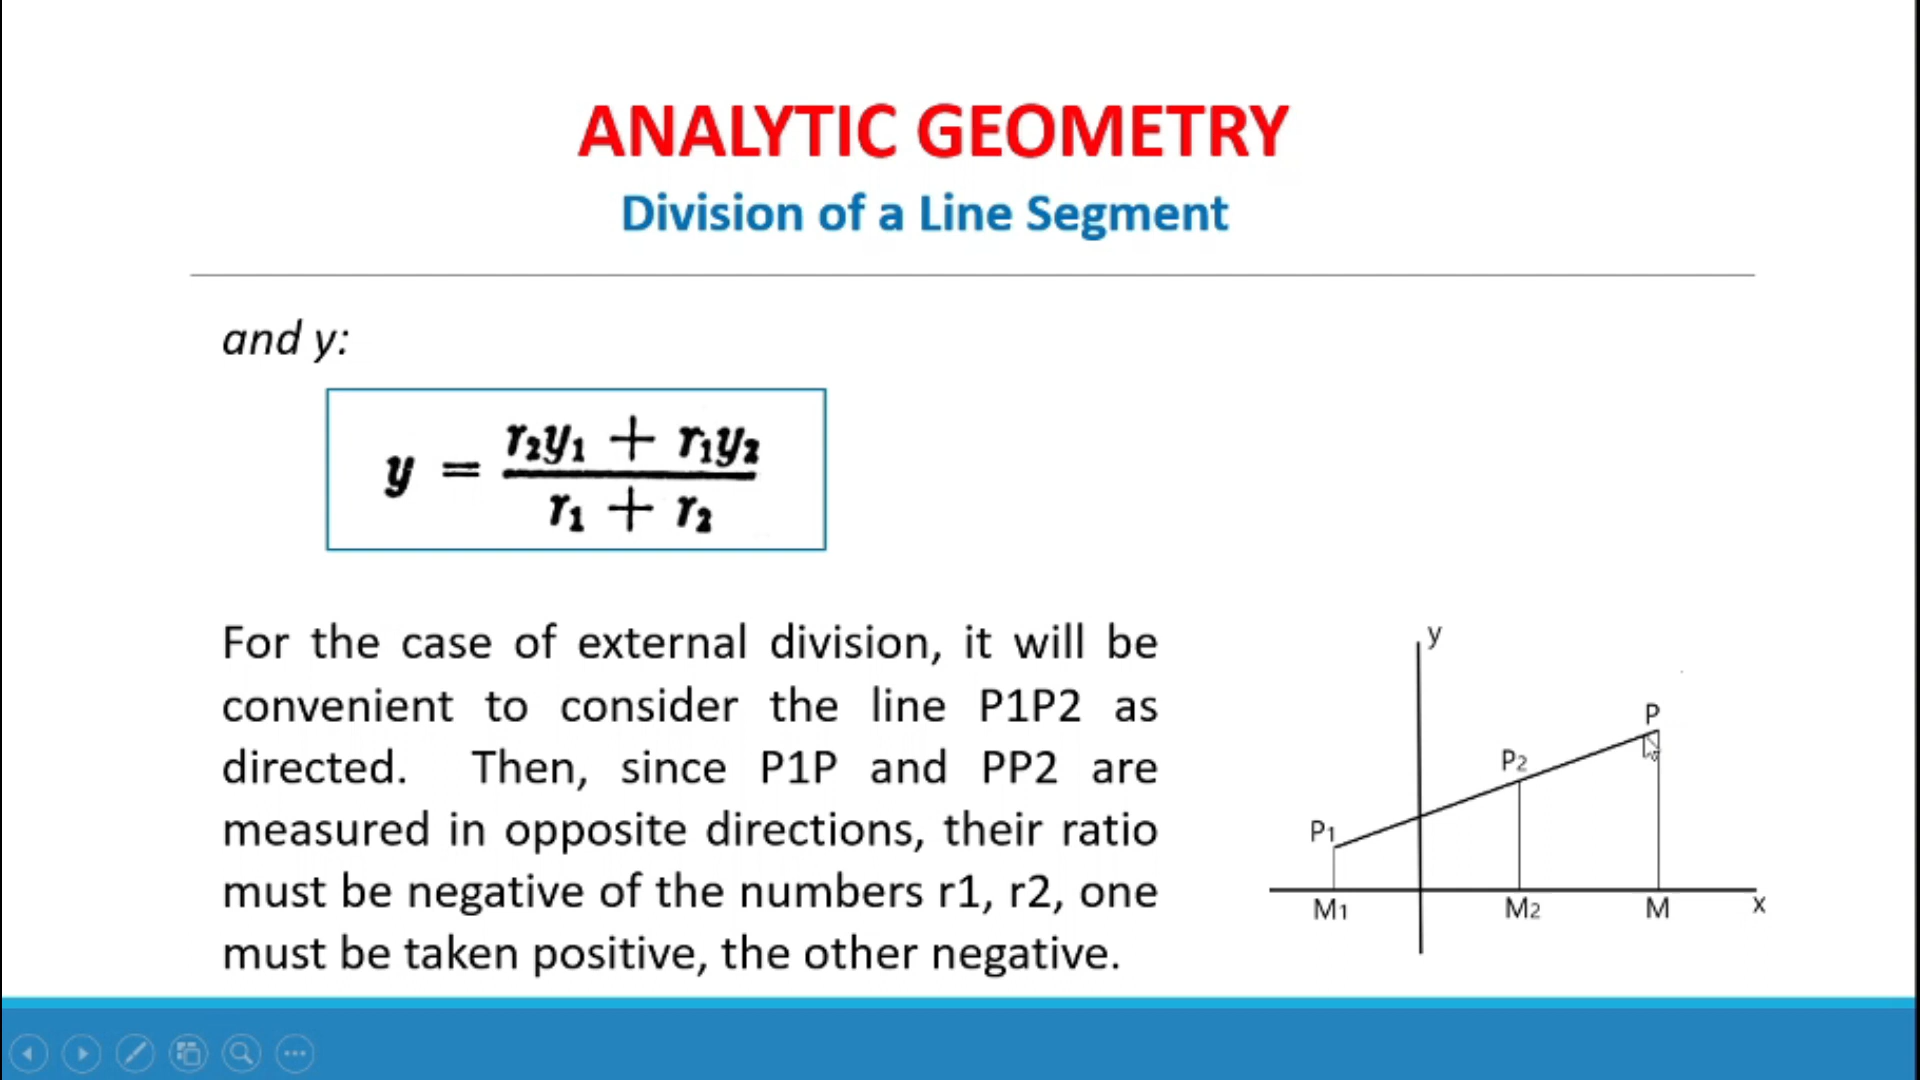 ANALYTIC GEOMETRY
Division of a Line Segment
and y:
y = r₂y₁ + r₁y₂ / r₁ + r₂
For the case of external division, it will be
convenient to consider the line P1P2 as
directed. Then, since P1P and PP2 are
measured in opposite directions, their ratio
must be negative of the numbers r1, r2, one
must be taken positive, the other negative.
y
P
P2
P1
M1 M2 M x